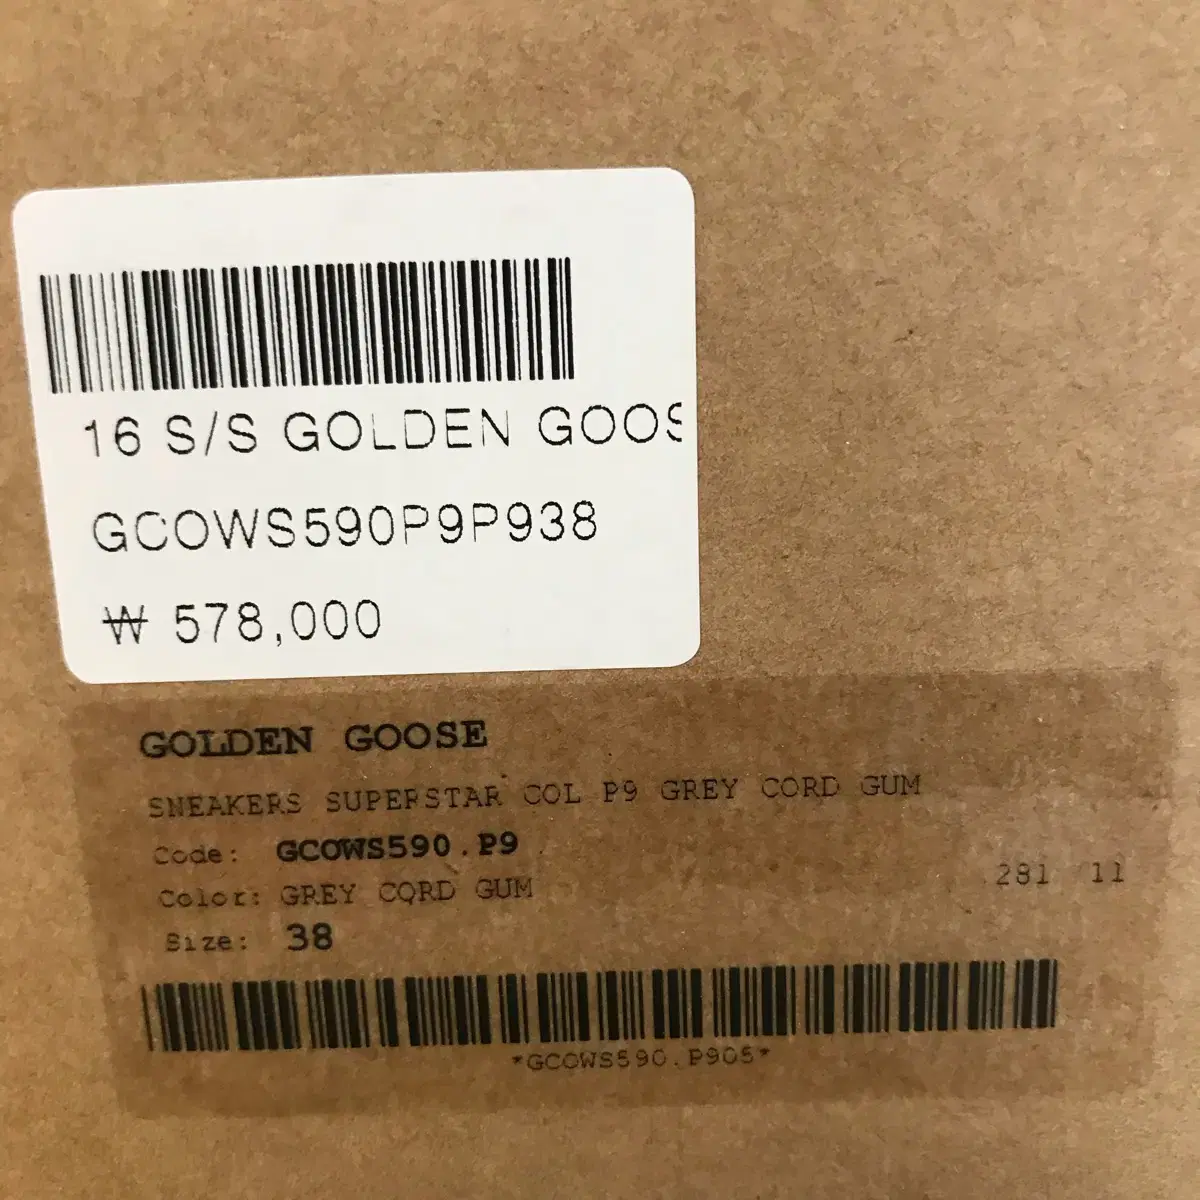 16 S/S GOLDEN GOOS
GCOWS590P9P938
₩ 578,000
GOLDEN GOOSE
SNEAKERS SUPERSTAR COL P9 GREY CORD GUM
Code: GCOWS590.P9
Color: GREY CORD GUM
281 11
Size: 38
*GCOWS590.P905*